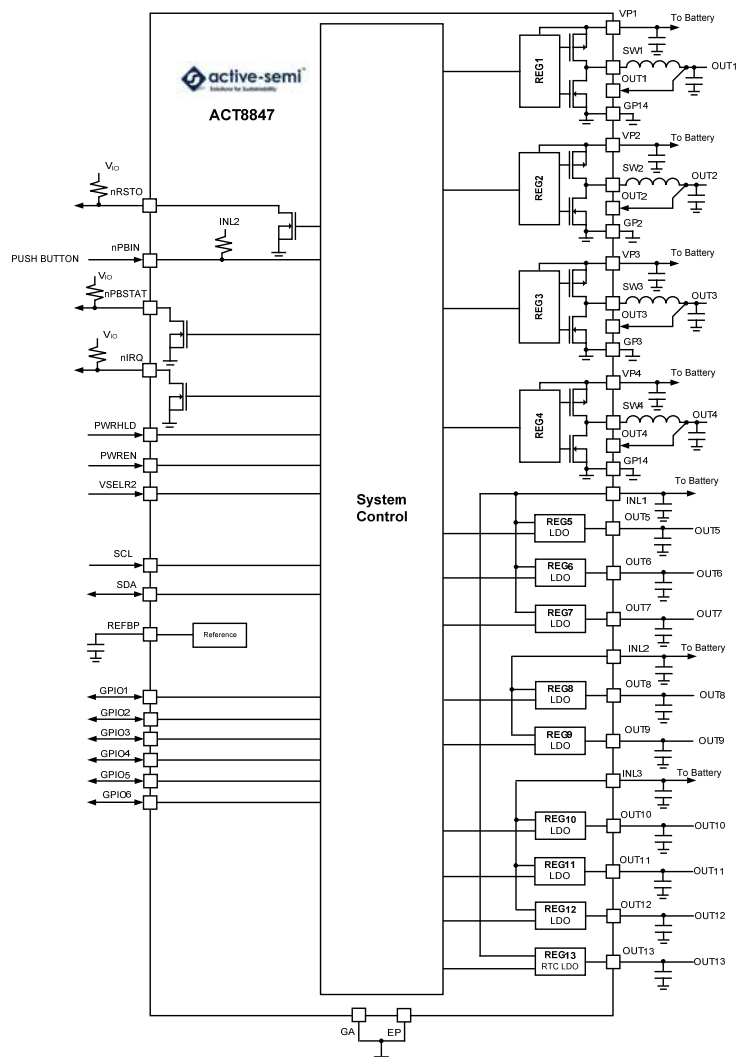 active-semi™
Solutions for Sustainability
ACT8847
VIO
nRSTO
INL2
nPBIN
PUSH BUTTON
VIO
nPBSTAT
VIO
nIRQ
PWRHLD
PWREN
VSELR2
SCL
SDA
REFBP
Reference
GPIO1
GPIO2
GPIO3
GPIO4
GPIO5
GPIO6
System
Control
GA
EP
REG1
VP1
To Battery
SW1
OUT1
OUT1
GP14
REG2
VP2
To Battery
SW2
OUT2
OUT2
GP2
REG3
VP3
To Battery
SW3
OUT3
OUT3
GP3
REG4
VP4
To Battery
SW4
OUT4
OUT4
GP14
To Battery
INL1
REG5
LDO
OUT5
OUT5
REG6
LDO
OUT6
OUT6
REG7
LDO
OUT7
OUT7
INL2
To Battery
REG8
LDO
OUT8
OUT8
REG9
LDO
OUT9
OUT9
INL3
To Battery
REG10
LDO
OUT10
OUT10
REG11
LDO
OUT11
OUT11
REG12
LDO
OUT12
OUT12
REG13
RTC LDO
OUT13
OUT13